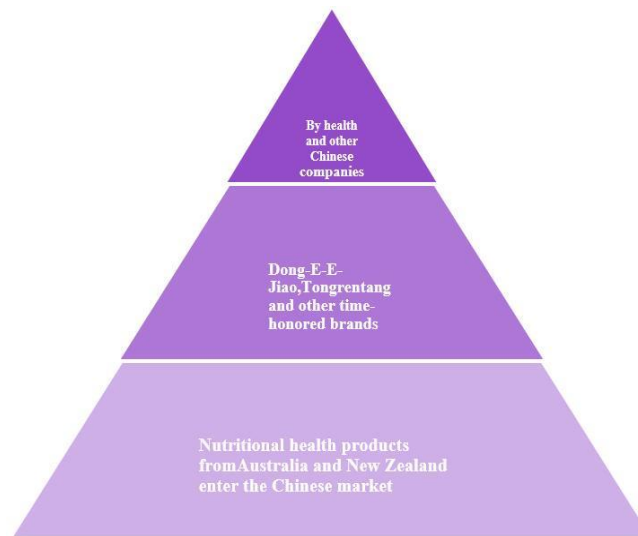 By health
and other
Chinese
companies
Dong-E-E-
Jiao,Tongrentang
and other time-
honored brands
Nutritional health products
fromAustralia and New Zealand
enter the Chinese market